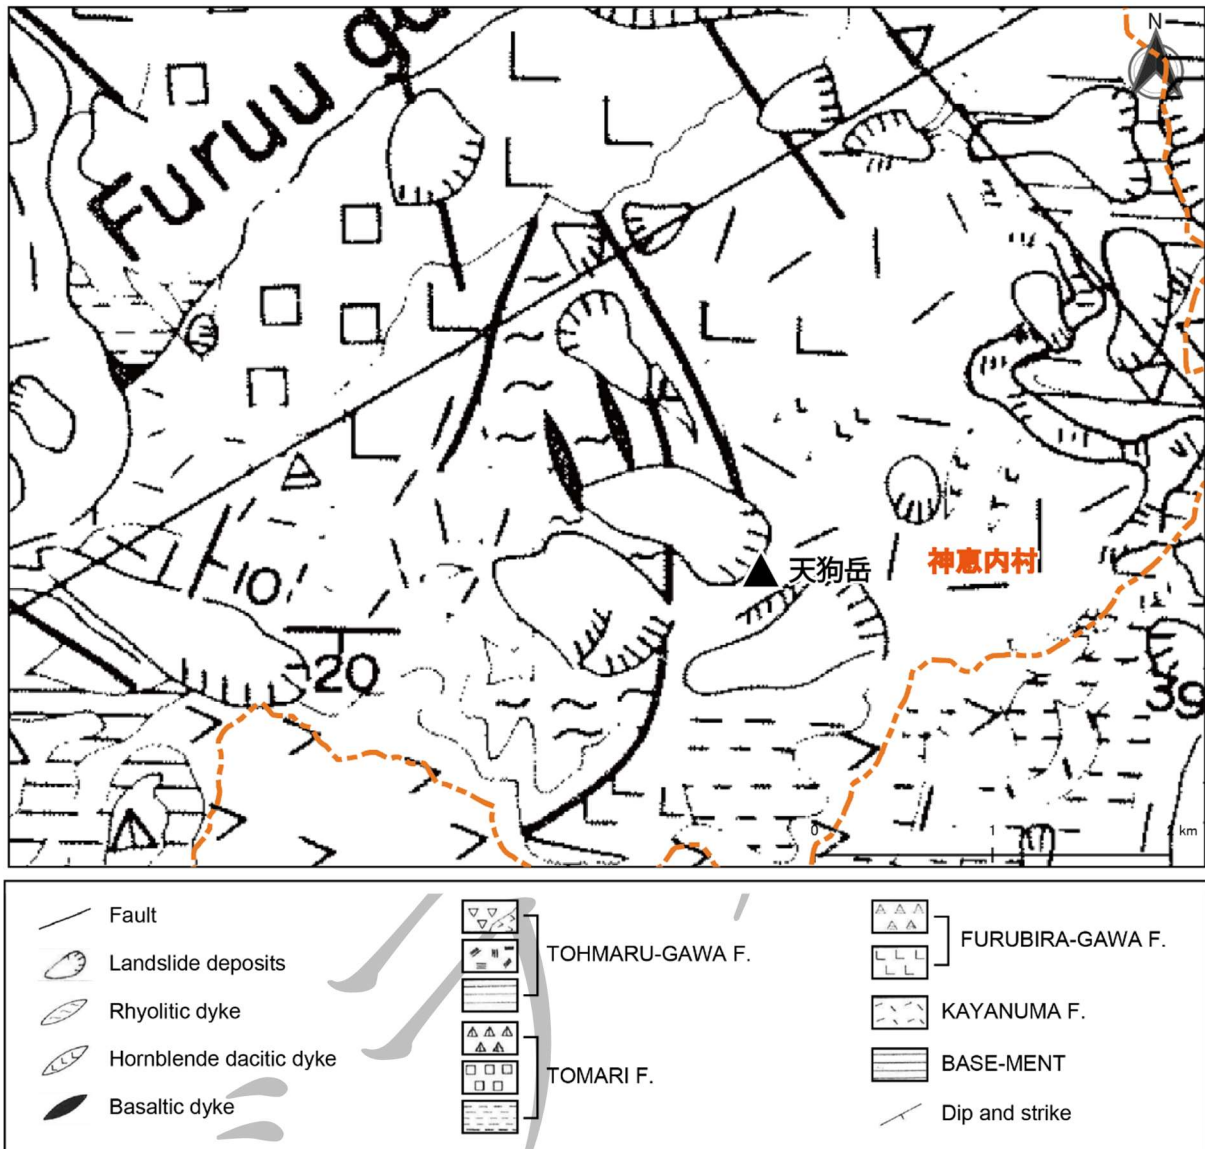 N
Furuu
10
20
天狗岳
神恵内村
39
0 1 km
Fault
Landslide deposits
Rhyolitic dyke
Hornblende dacitic dyke
Basaltic dyke
TOHMARU-GAWA F.
TOMARI F.
FURUBIRA-GAWA F.
KAYANUMA F.
BASE-MENT
Dip and strike